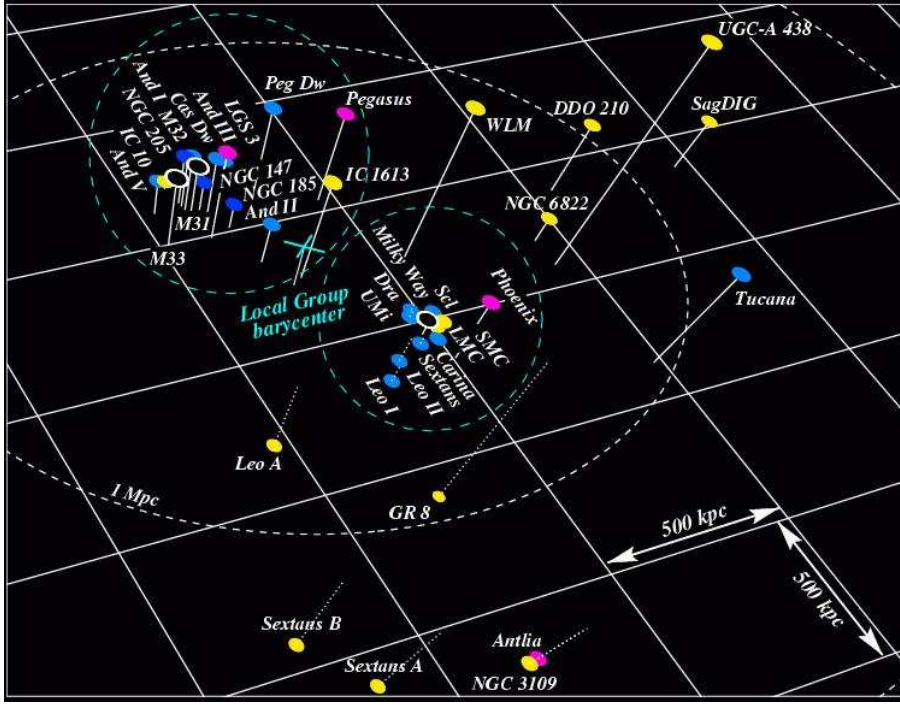 UGC-A 438
And I
M32
Cas Dw
And III
LGS 3
Peg Dw
Pegasus
NGC 205
IC 10
And V
WLM
DDO 210
SagDIG
NGC 147
NGC 185
And II
IC 1613
M31
M33
NGC 6822
Local Group
barycenter
Milky Way
Scl
Dra
UMi
Phoenix
SMC
LMC
Carina
Sextans
Leo II
Leo I
Tucana
Leo A
1 Mpc
GR 8
500 kpc
500 kpc
Sextans B
Sextans A
Antlia
NGC 3109